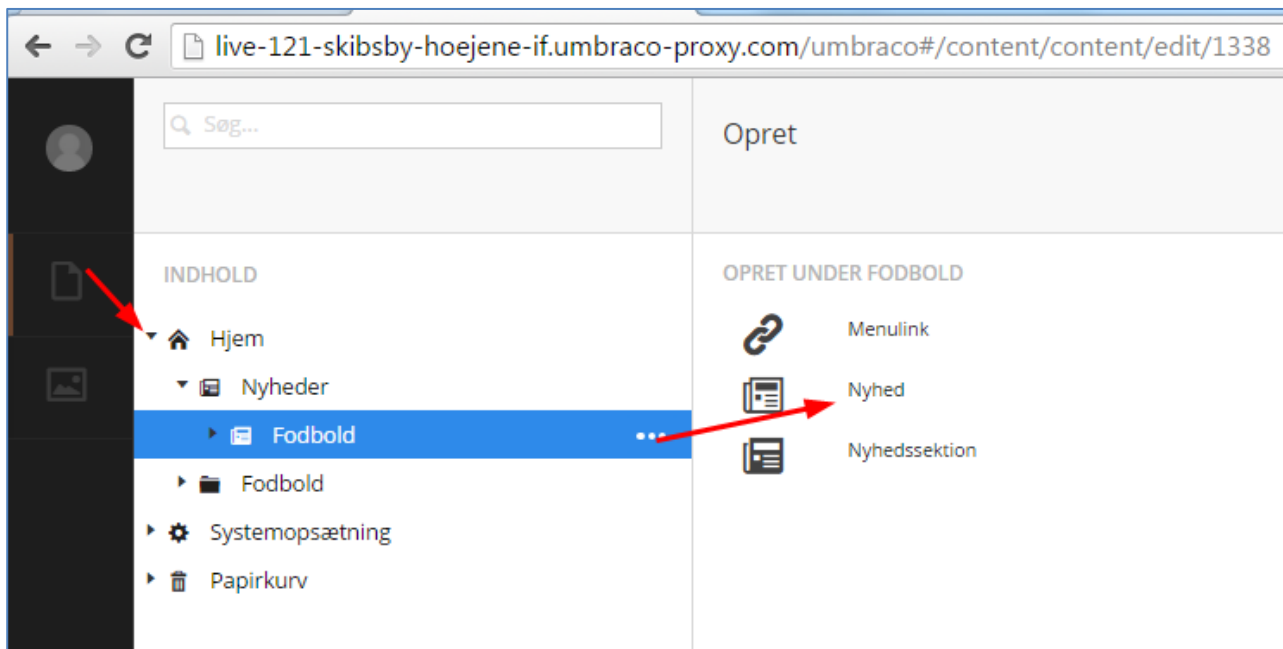 live-121-skibsby-hoejene-if.umbraco-proxy.com/umbraco#/content/content/edit/1338
Søg...
Opret
INDHOLD
Hjem
Nyheder
Fodbold
Fodbold
Systemopsætning
Papirkurv
OPRET UNDER FODBOLD
Menulink
Nyhed
Nyhedssektion